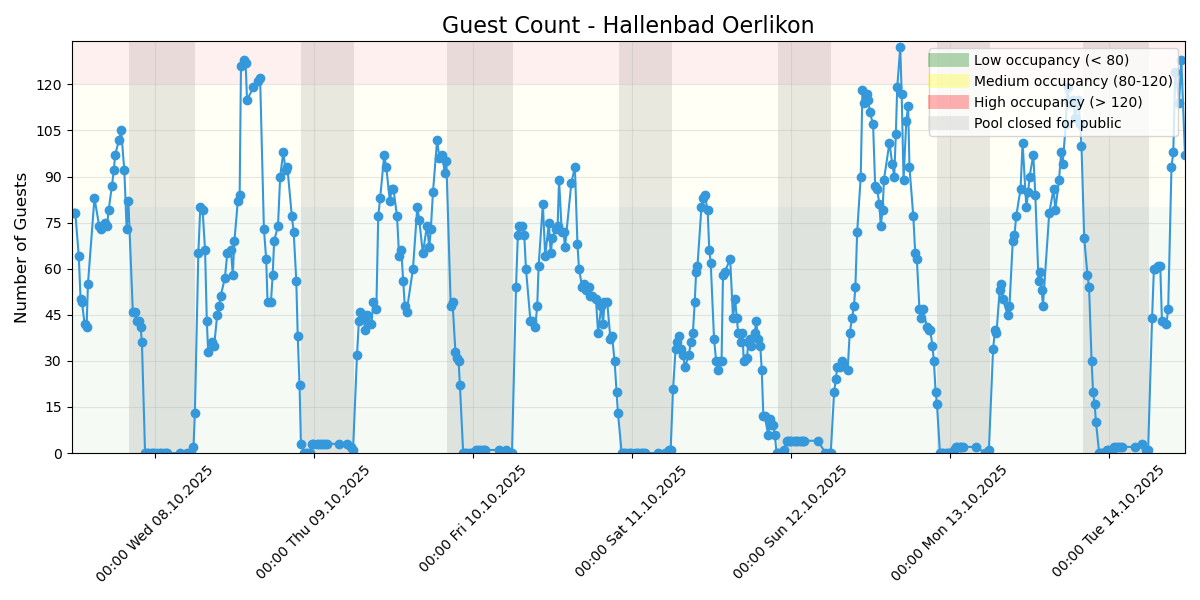 Guest Count - Hallenbad Oerlikon
Number of Guests
120
105
90
75
60
45
30
15
0
Low occupancy (< 80)
Medium occupancy (80-120)
High occupancy (> 120)
Pool closed for public
00:00 Wed 08.10.2025
00:00 Thu 09.10.2025
00:00 Fri 10.10.2025
00:00 Sat 11.10.2025
00:00 Sun 12.10.2025
00:00 Mon 13.10.2025
00:00 Tue 14.10.2025